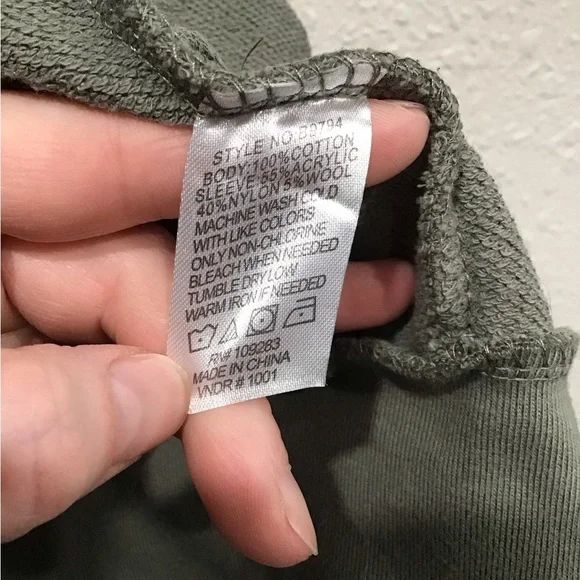 STYLE NO.B9794
BODY:100%COTTON
SLEEVE:55%ACRYLIC
40%NYLON 5%WOOL
MACHINE WASH COLD
WITH LIKE COLORS
ONLY NON-CHLORINE
BLEACH WHEN NEEDED
TUMBLE DRY LOW
WARM IRON IF NEEDED
RN# 109283
MADE IN CHINA
VNDR # 1001